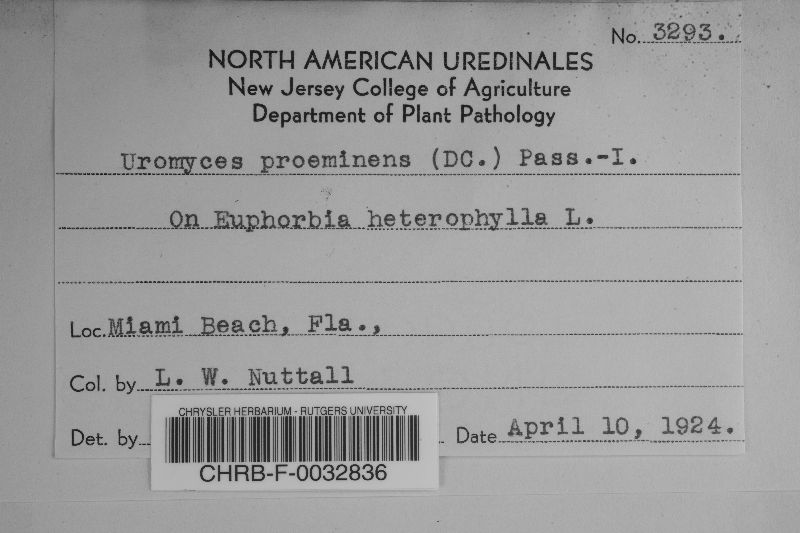 No. 3293.
NORTH AMERICAN UREDINALES
New Jersey College of Agriculture
Department of Plant Pathology
Uromyces proeminens (DC.) Pass.-I.
On Euphorbia heterophylla L.
Loc. Miami Beach, Fla.,
Col. by L. W. Nuttall
Det. by Date April 10, 1924.
CHRYSLER HERBARIUM - RUTGERS UNIVERSITY
CHRB-F-0032836